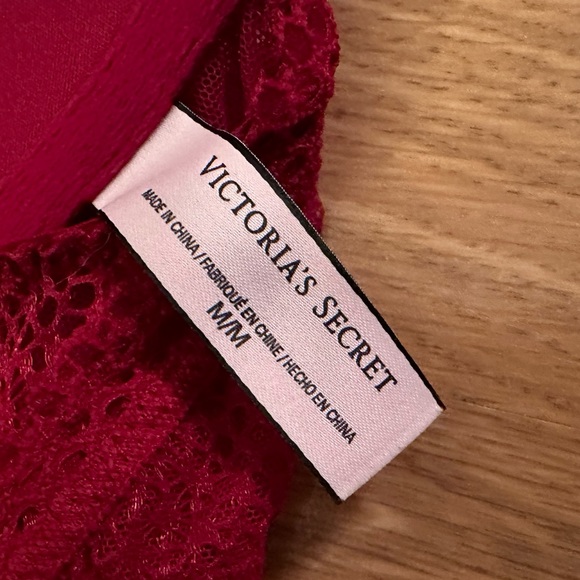 VICTORIA'S SECRET
MADE IN CHINA / FABRIQUÉ EN CHINE / HECHO EN CHINA
M/M